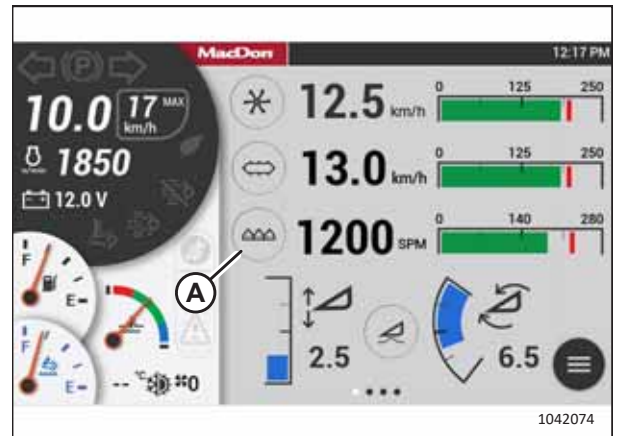 MacDon 12:17 PM
P
10.0 17 MAX km/h
n/min 1850
12.0 V
12.5 km/h 0 125 250
13.0 km/h 0 125 250
1200 SPM 0 140 280
A
F
E
F
E
-- °C 0
2.5 6.5
1042074